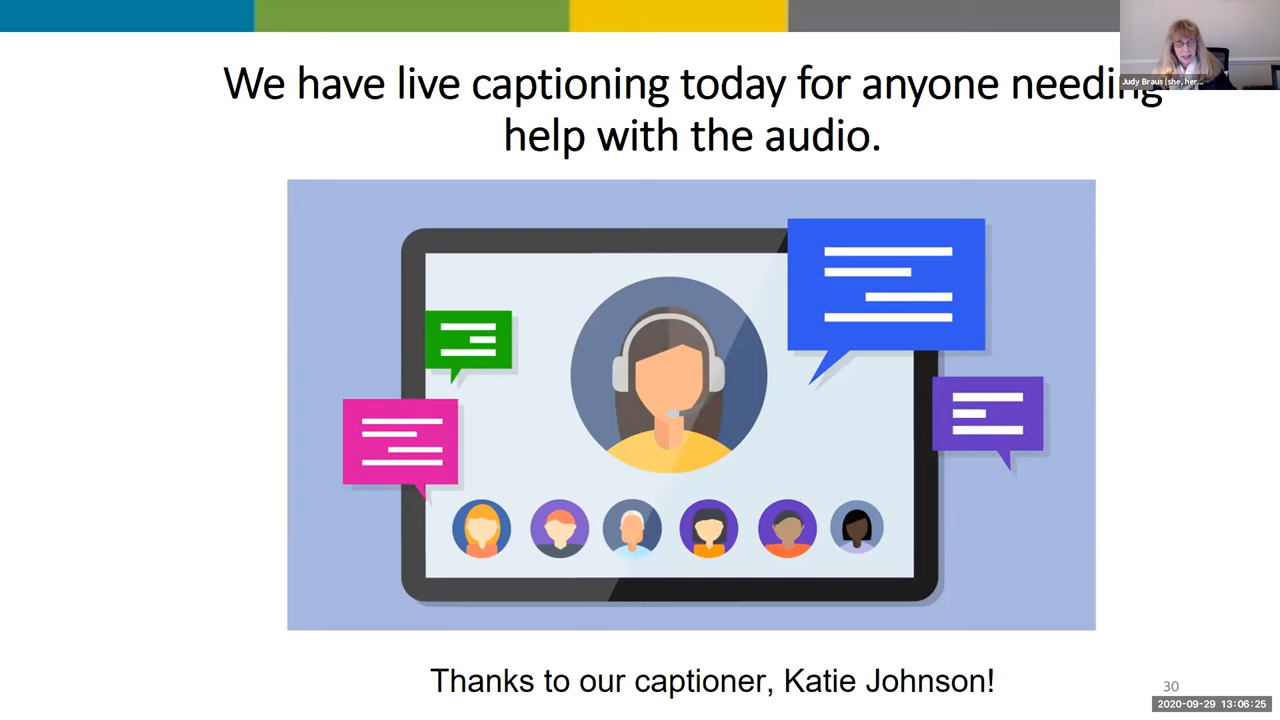 We have live captioning today for anyone needing
help with the audio.
Judy Braus (she, her...
Thanks to our captioner, Katie Johnson!
30
2020-09-29 13:06:25